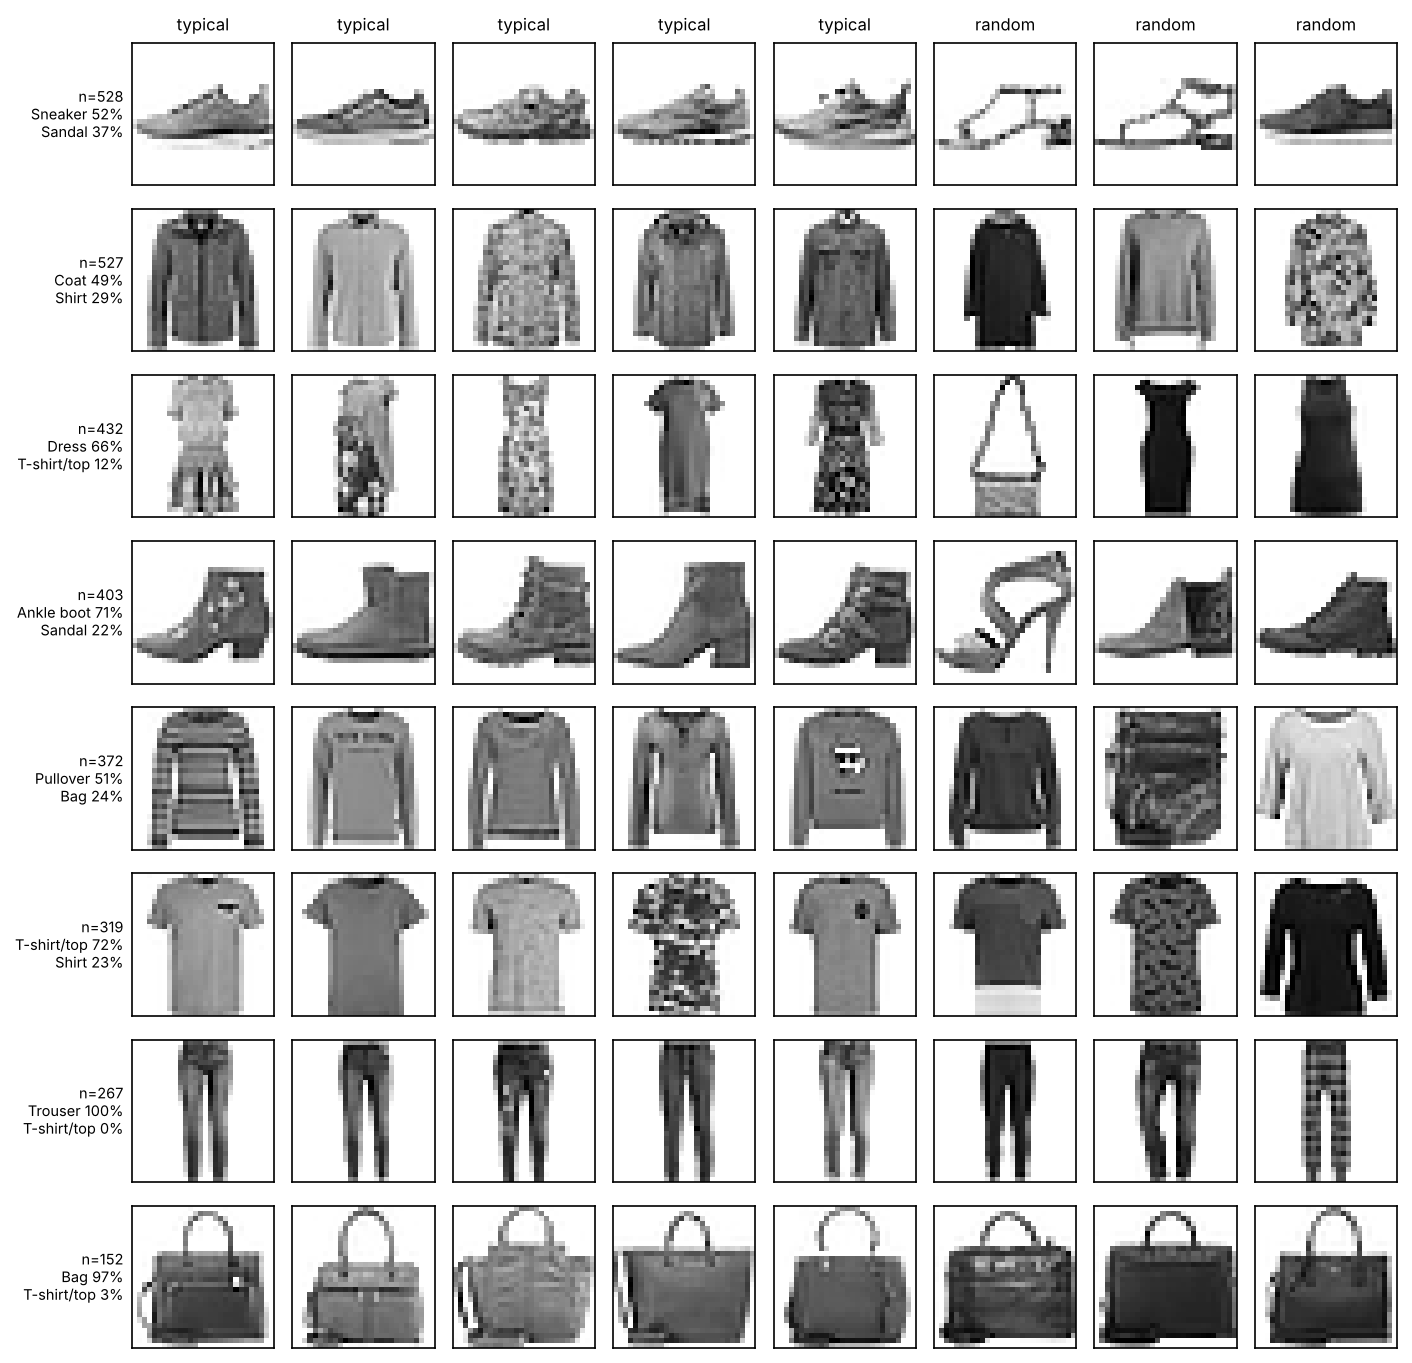 typical typical typical typical typical random random random
n=528
Sneaker 52%
Sandal 37%
n=527
Coat 49%
Shirt 29%
n=432
Dress 66%
T-shirt/top 12%
n=403
Ankle boot 71%
Sandal 22%
n=372
Pullover 51%
Bag 24%
n=319
T-shirt/top 72%
Shirt 23%
n=267
Trouser 100%
T-shirt/top 0%
n=152
Bag 97%
T-shirt/top 3%